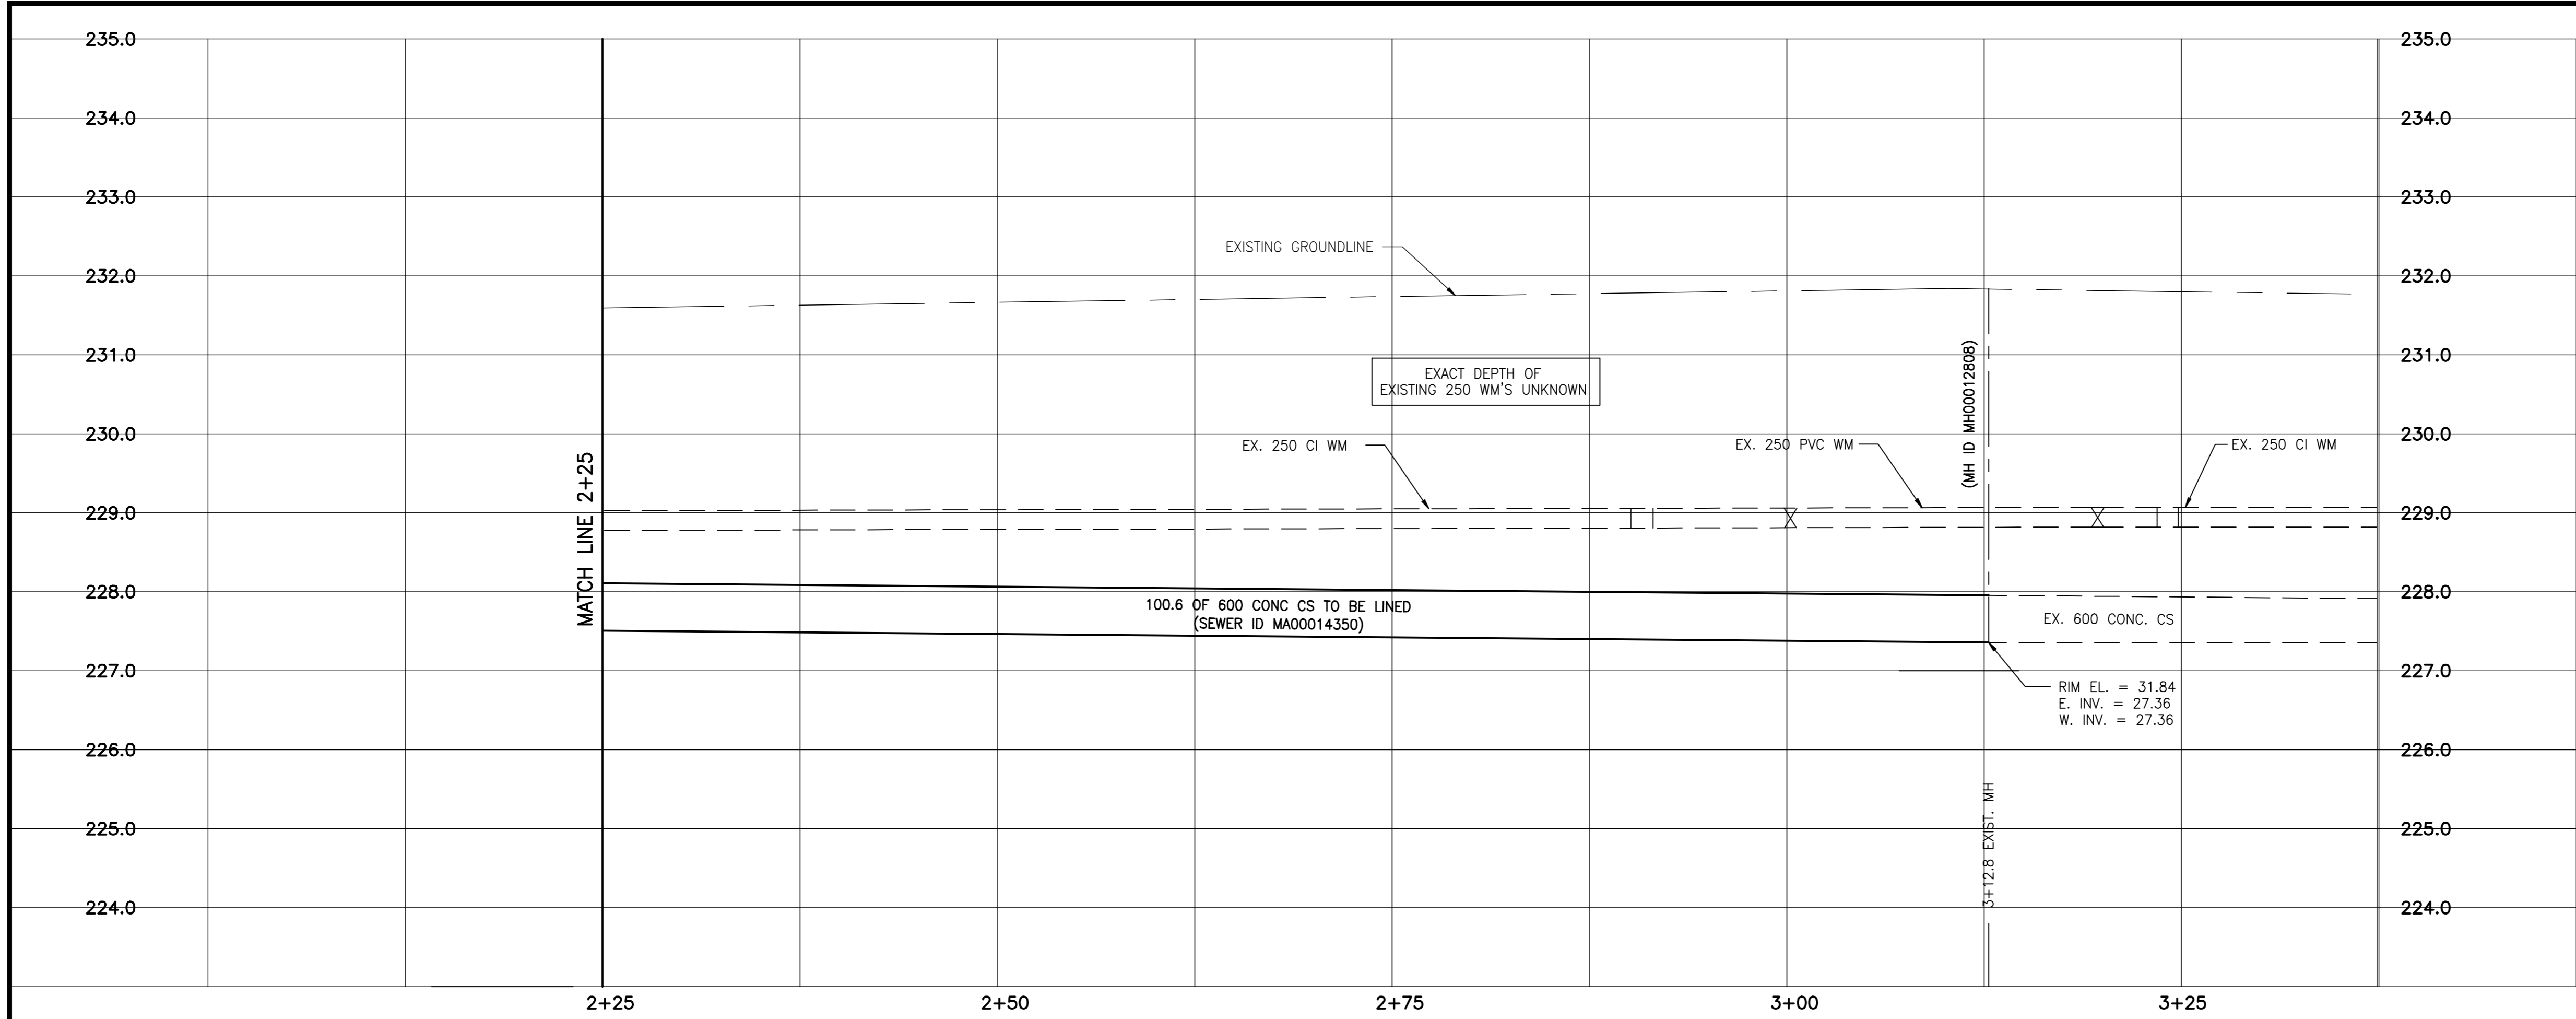 235.0
235.0
234.0
234.0
233.0
233.0
EXISTING GROUNDLINE
232.0
232.0
231.0
231.0
EXACT DEPTH OF
EXISTING 250 WM'S UNKNOWN
(MH ID MH00012808)
230.0
230.0
EX. 250 CI WM
EX. 250 PVC WM
EX. 250 CI WM
MATCH LINE 2+25
229.0
229.0
228.0
228.0
100.6 OF 600 CONC CS TO BE LINED
(SEWER ID MA00014350)
EX. 600 CONC. CS
227.0
227.0
RIM EL. = 31.84
E. INV. = 27.36
W. INV. = 27.36
226.0
226.0
3+12.8 EXIST. MH
225.0
225.0
224.0
224.0
2+25
2+50
2+75
3+00
3+25